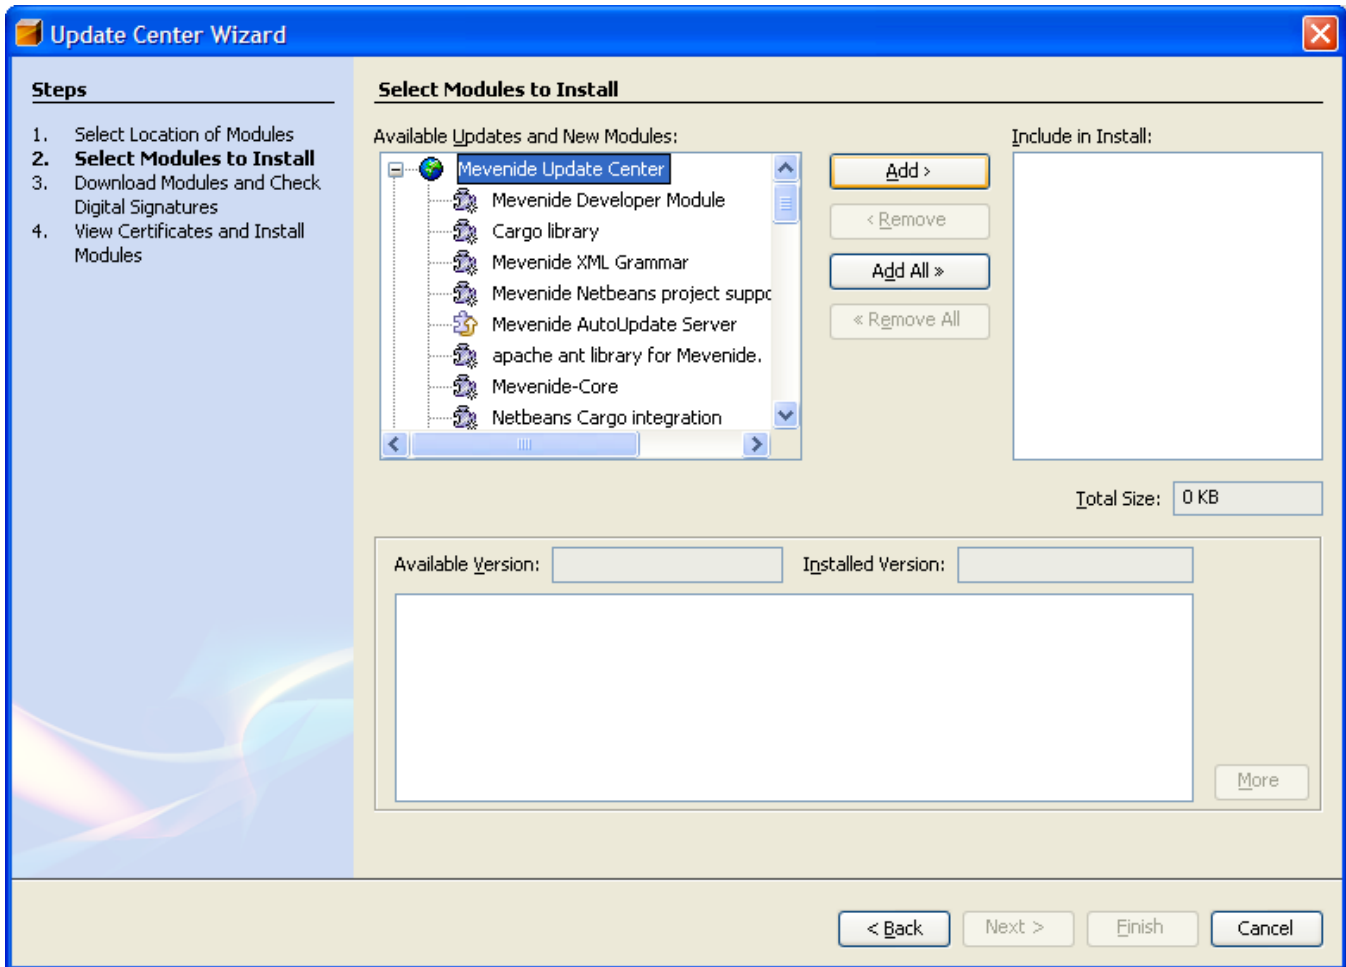 Update Center Wizard
Steps
1. Select Location of Modules
2. Select Modules to Install
3. Download Modules and Check
Digital Signatures
4. View Certificates and Install
Modules
Select Modules to Install
Available Updates and New Modules:
Mevenide Update Center
Mevenide Developer Module
Cargo library
Mevenide XML Grammar
Mevenide Netbeans project suppo
Mevenide AutoUpdate Server
apache ant library for Mevenide.
Mevenide-Core
Netbeans Cargo integration
Add >
< Remove
Add All »
« Remove All
Include in Install:
Total Size: 0 KB
Available Version:
Installed Version:
More
< Back
Next >
Finish
Cancel